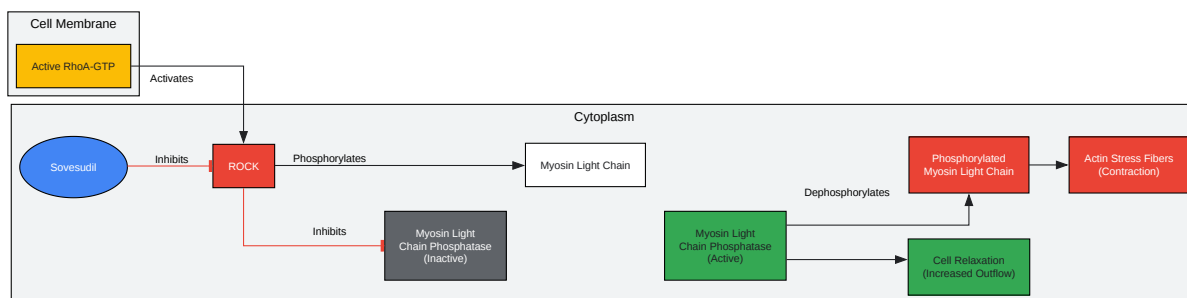 Cell Membrane
Active RhoA-GTP
Activates
Cytoplasm
Sovesudil
Inhibits
ROCK
Phosphorylates
Myosin Light Chain
Phosphorylated
Myosin Light Chain
Actin Stress Fibers
(Contraction)
Dephosphorylates
Inhibits
Myosin Light
Chain Phosphatase
(Inactive)
Myosin Light
Chain Phosphatase
(Active)
Cell Relaxation
(Increased Outflow)